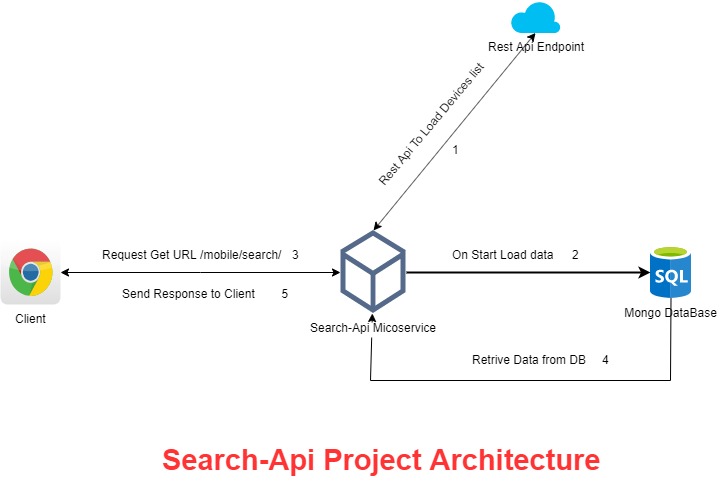 Rest Api Endpoint
Rest Api To Load Devices list
1
Request Get URL /mobile/search/ 3
On Start Load data 2
SQL
Send Response to Client 5
Client
Mongo DataBase
Search-Api Micoservice
Retrive Data from DB 4
Search-Api Project Architecture